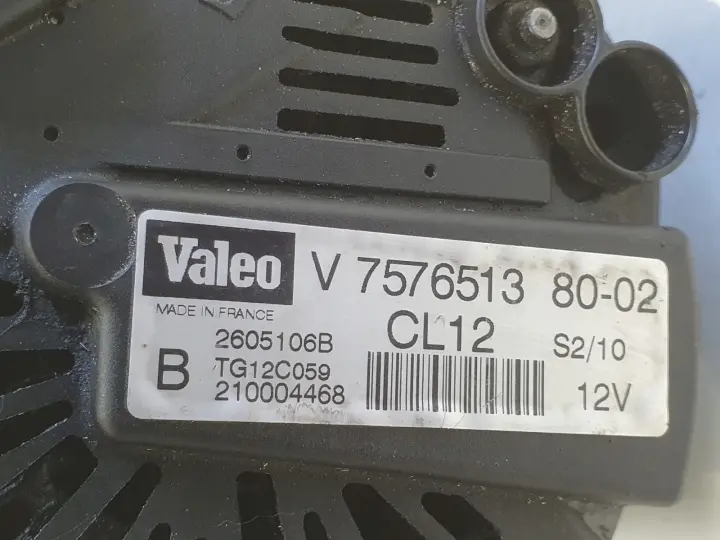 Valeo V 7576513 80-02
MADE IN FRANCE
2605106B CL12 S2/10
B TG12C059
210004468 12V